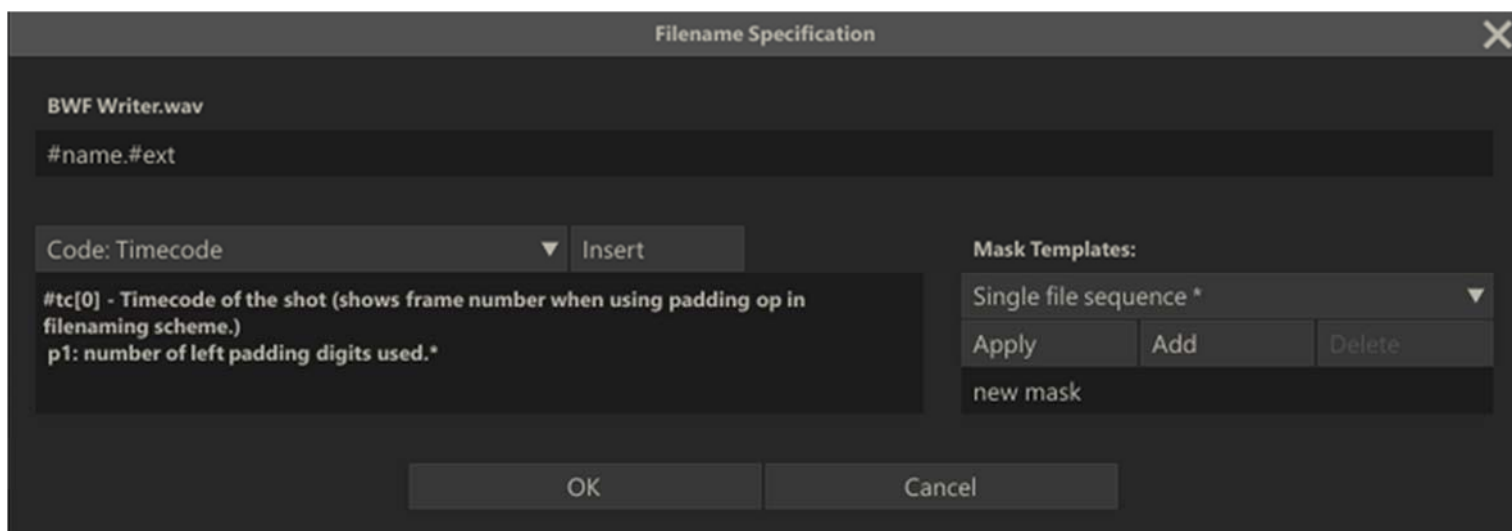 Filename Specification
BWF Writer.wav
#name.#ext
Code: Timecode
Insert
#tc[0] - Timecode of the shot (shows frame number when using padding op in
filenaming scheme.)
p1: number of left padding digits used.*
Mask Templates:
Single file sequence *
Apply
Add
Delete
new mask
OK
Cancel